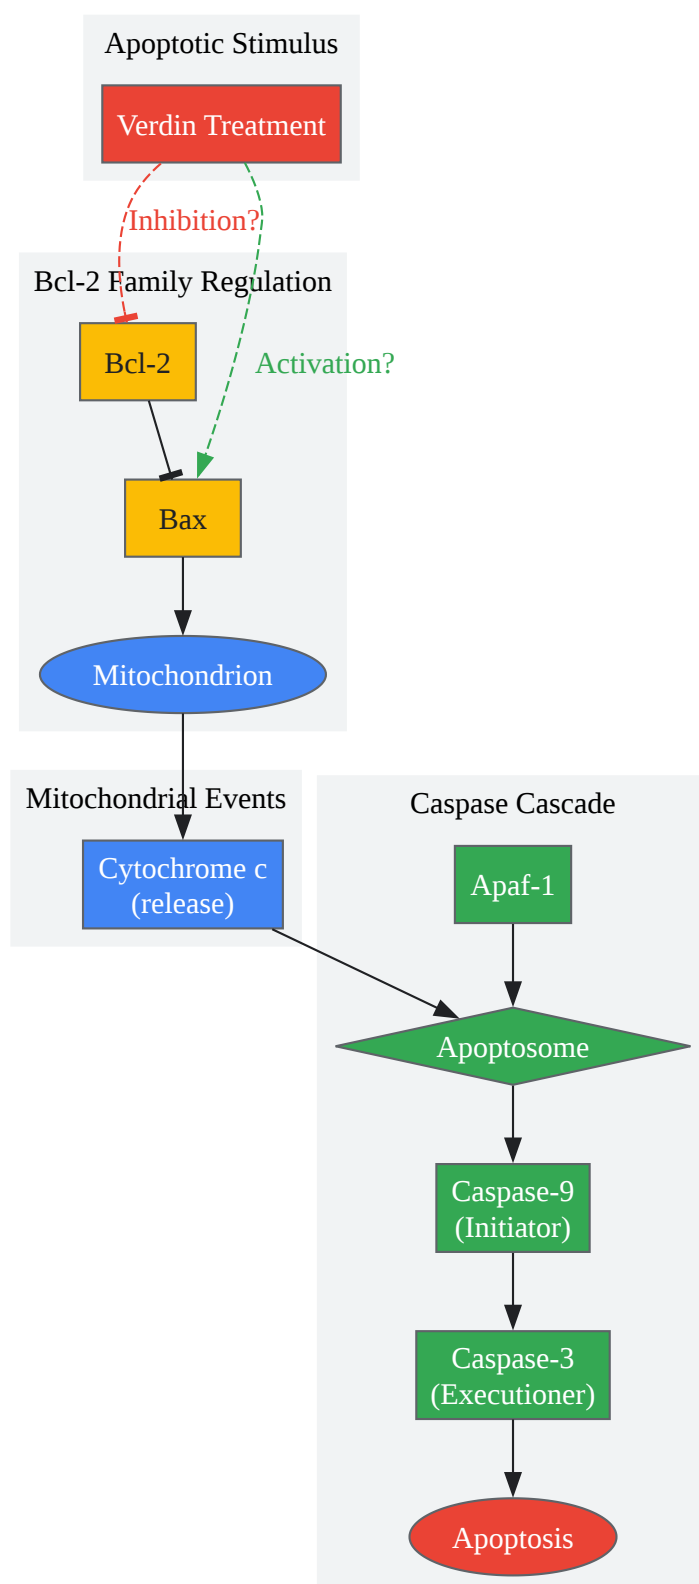 Apoptotic Stimulus
Verdin Treatment
Inhibition?
Bcl-2 Family Regulation
Bcl-2
Activation?
Bax
Mitochondrion
Mitochondrial Events
Cytochrome c
(release)
Caspase Cascade
Apaf-1
Apoptosome
Caspase-9
(Initiator)
Caspase-3
(Executioner)
Apoptosis